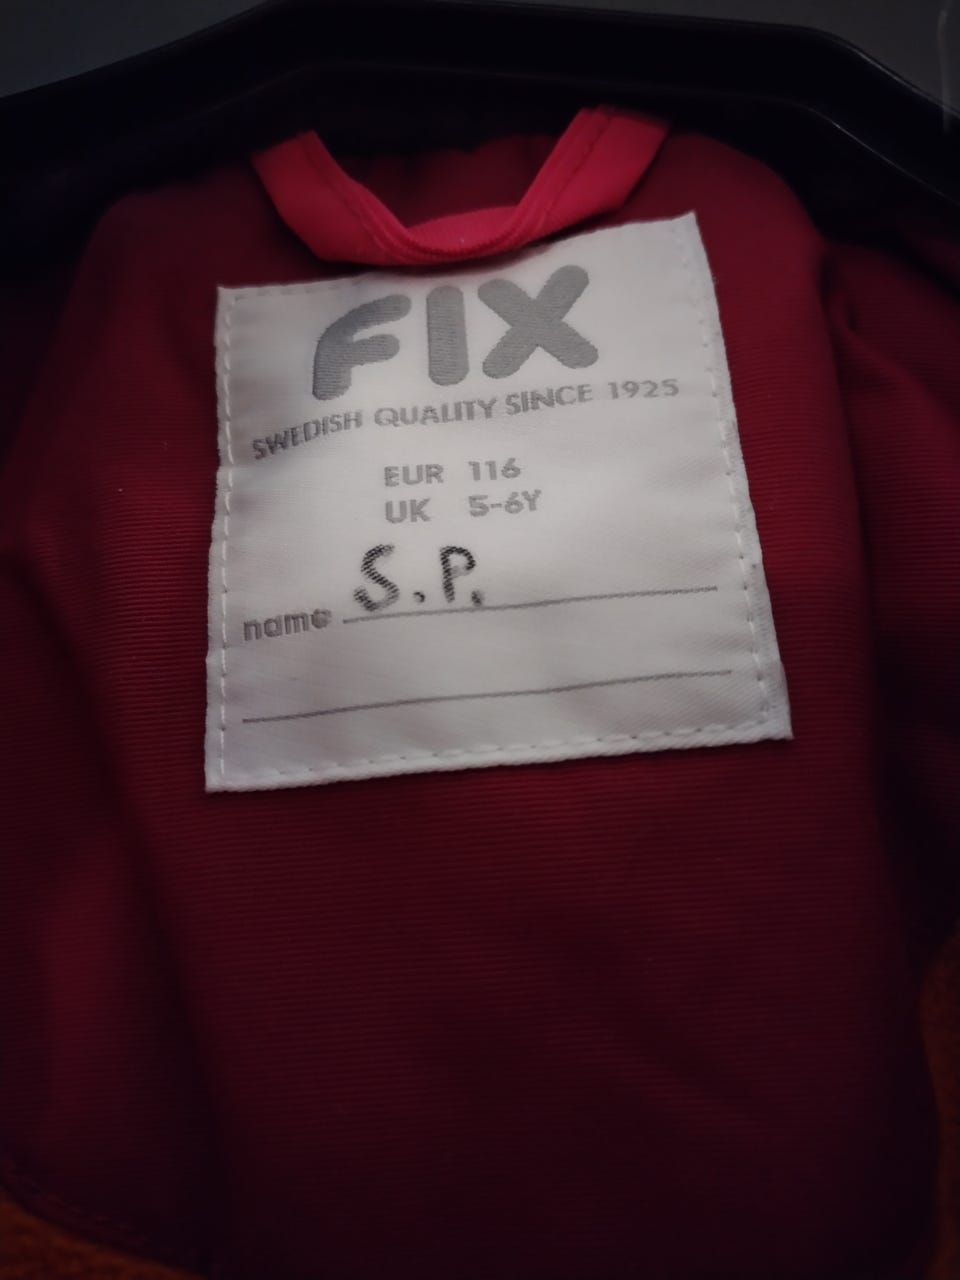 FIX
SWEDISH QUALITY SINCE 1925
EUR 116
UK 5-6Y
name S.P.